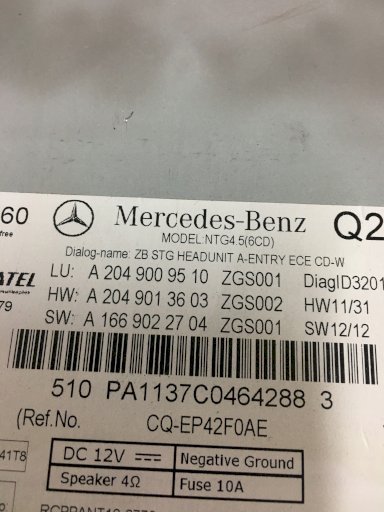 60 Mercedes-Benz Q2
free MODEL:NTG4.5(6CD)
Dialog-name: ZB STG HEADUNIT A-ENTRY ECE CD-W
ATEL LU: A 204 900 95 10 ZGS001 DiagID3201
79 HW: A 204 901 36 03 ZGS002 HW11/31
SW: A 166 902 27 04 ZGS001 SW12/12
510 PA1137C0464288 3
(Ref.No. CQ-EP42F0AE
41T8 DC 12V Negative Ground
Speaker 4Ω Fuse 10A